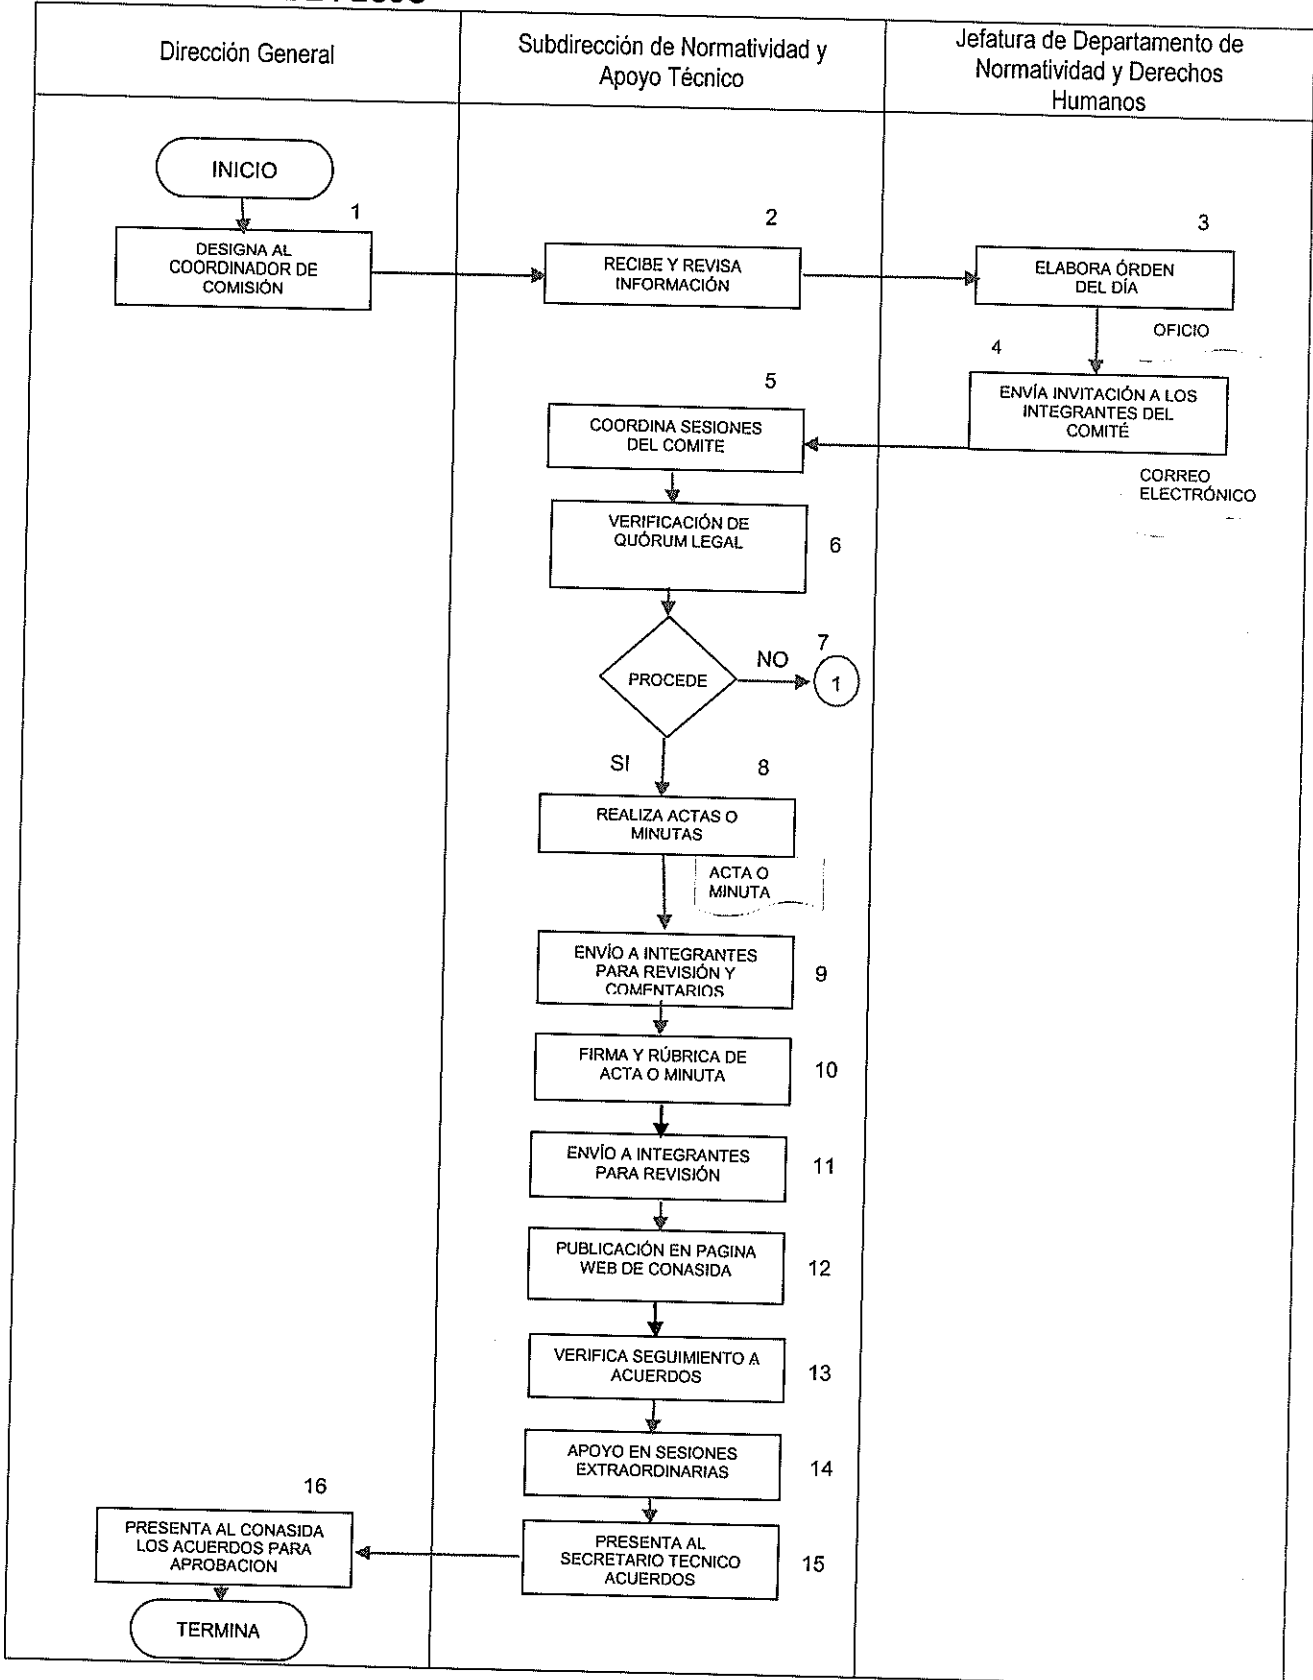 Dirección General
Subdirección de Normatividad y
Apoyo Técnico
Jefatura de Departamento de
Normatividad y Derechos
Humanos
INICIO
1
DESIGNA AL
COORDINADOR DE
COMISIÓN
2
RECIBE Y REVISA
INFORMACIÓN
3
ELABORA ÓRDEN
DEL DÍA
OFICIO
4
ENVÍA INVITACIÓN A LOS
INTEGRANTES DEL
COMITÉ
CORREO
ELECTRÓNICO
5
COORDINA SESIONES
DEL COMITE
VERIFICACIÓN DE
QUÓRUM LEGAL
6
PROCEDE
NO
7
1
SI
8
REALIZA ACTAS O
MINUTAS
ACTA O
MINUTA
ENVÍO A INTEGRANTES
PARA REVISIÓN Y
COMENTARIOS
9
FIRMA Y RÚBRICA DE
ACTA O MINUTA
10
ENVÍO A INTEGRANTES
PARA REVISIÓN
11
PUBLICACIÓN EN PAGINA
WEB DE CONASIDA
12
VERIFICA SEGUIMIENTO A
ACUERDOS
13
APOYO EN SESIONES
EXTRAORDINARIAS
14
PRESENTA AL
SECRETARIO TECNICO
ACUERDOS
15
16
PRESENTA AL CONASIDA
LOS ACUERDOS PARA
APROBACION
TERMINA